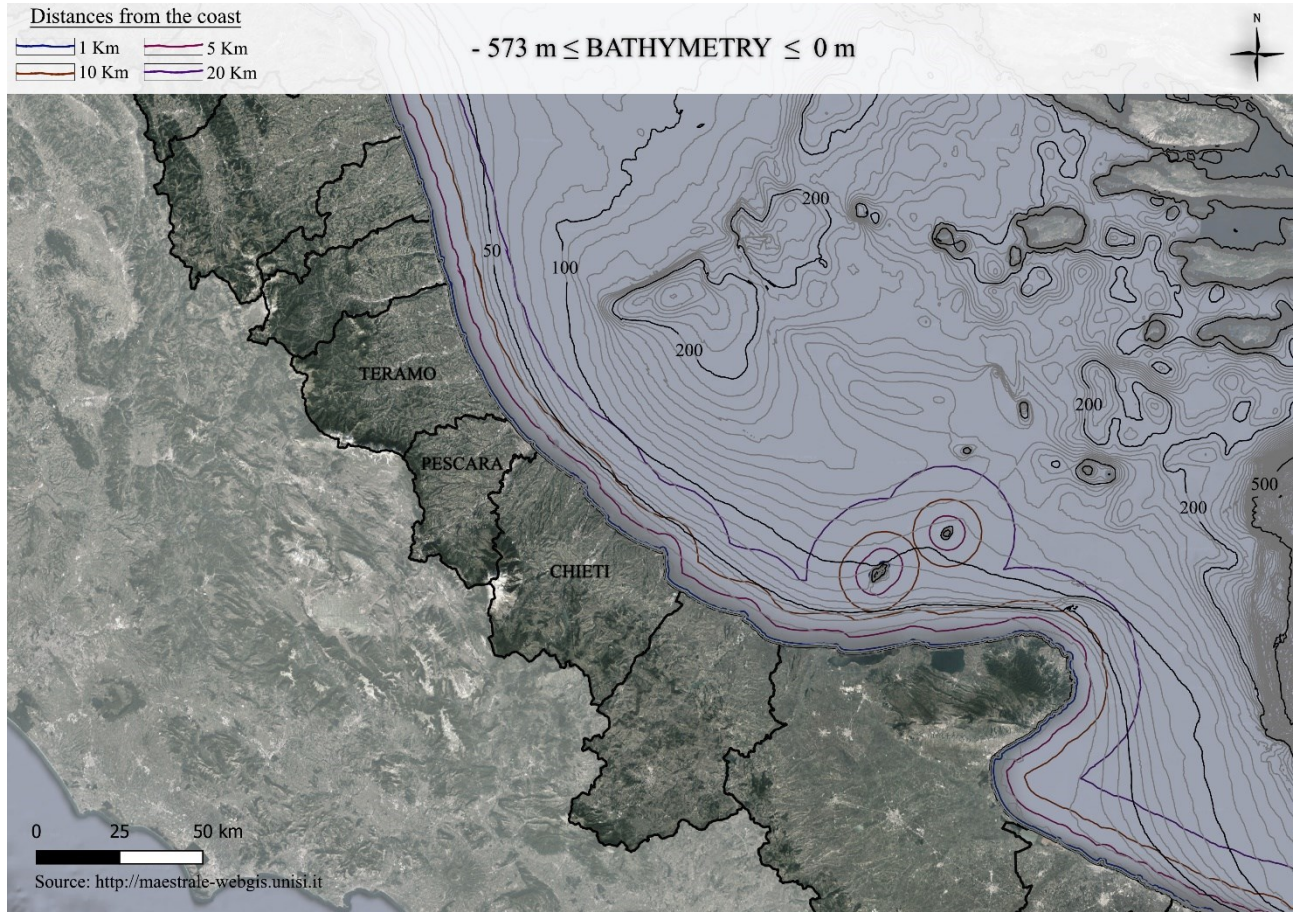 Distances from the coast
1 Km
5 Km
10 Km
20 Km
- 573 m ≤ BATHYMETRY ≤ 0 m
N
200
50
100
200
TERAMO
200
PESCARA
500
200
CHIETI
0 25 50 km
Source: http://maestrale-webgis.unisi.it